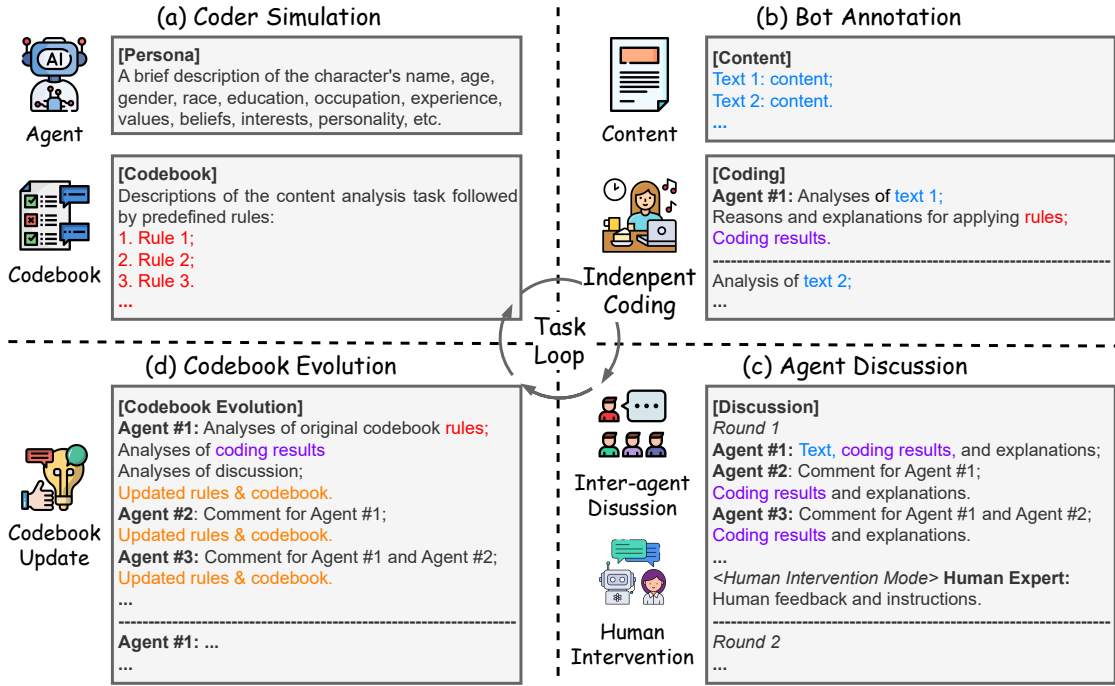 (a) Coder Simulation
AI
Agent
[Persona]
A brief description of the character's name, age,
gender, race, education, occupation, experience,
values, beliefs, interests, personality, etc.
Codebook
[Codebook]
Descriptions of the content analysis task followed
by predefined rules:
1. Rule 1;
2. Rule 2;
3. Rule 3.
...
(b) Bot Annotation
Content
[Content]
Text 1: content;
Text 2: content.
...
Indenpent
Coding
[Coding]
Agent #1: Analyses of text 1;
Reasons and explanations for applying rules;
Coding results.
Analysis of text 2;
...
Task
Loop
(d) Codebook Evolution
Codebook
Update
[Codebook Evolution]
Agent #1: Analyses of original codebook rules;
Analyses of coding results
Analyses of discussion;
Updated rules & codebook.
Agent #2: Comment for Agent #1;
Updated rules & codebook.
Agent #3: Comment for Agent #1 and Agent #2;
Updated rules & codebook.
...
Agent #1: ...
...
(c) Agent Discussion
Inter-agent
Disussion
Human
Intervention
[Discussion]
Round 1
Agent #1: Text, coding results, and explanations;
Agent #2: Comment for Agent #1;
Coding results and explanations.
Agent #3: Comment for Agent #1 and Agent #2;
Coding results and explanations.
...
<Human Intervention Mode> Human Expert:
Human feedback and instructions.
Round 2
...